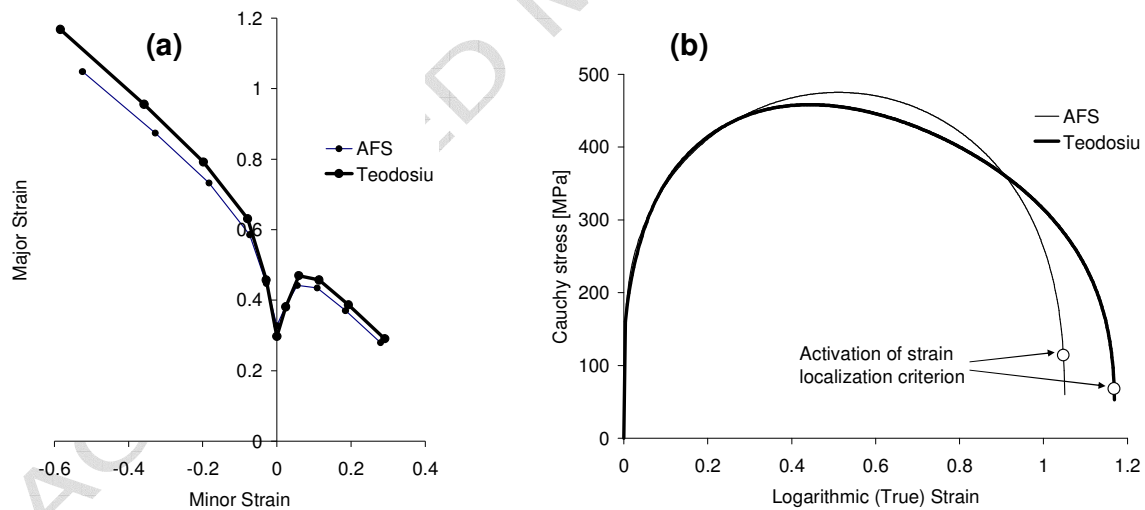 (a)
1.2
1
0.8
0.6
0.4
0.2
0
-0.6
-0.4
-0.2
0
0.2
0.4
Major Strain
Minor Strain
AFS
Teodosiu
(b)
500
400
300
200
100
0
0
0.2
0.4
0.6
0.8
1
1.2
Cauchy stress [MPa]
Logarithmic (True) Strain
AFS
Teodosiu
Activation of strain
localization criterion